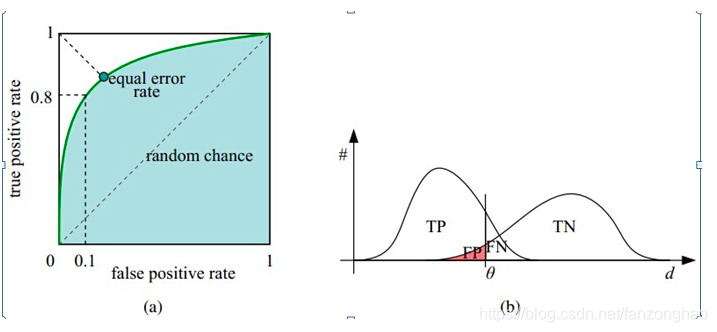 1
true positive rate
0.8
equal error
rate
random chance
0
0.1
1
false positive rate
(a)
#
TP
FP
FN
TN
θ
d
(b)
https://blog.csdn.net/fanzonghao